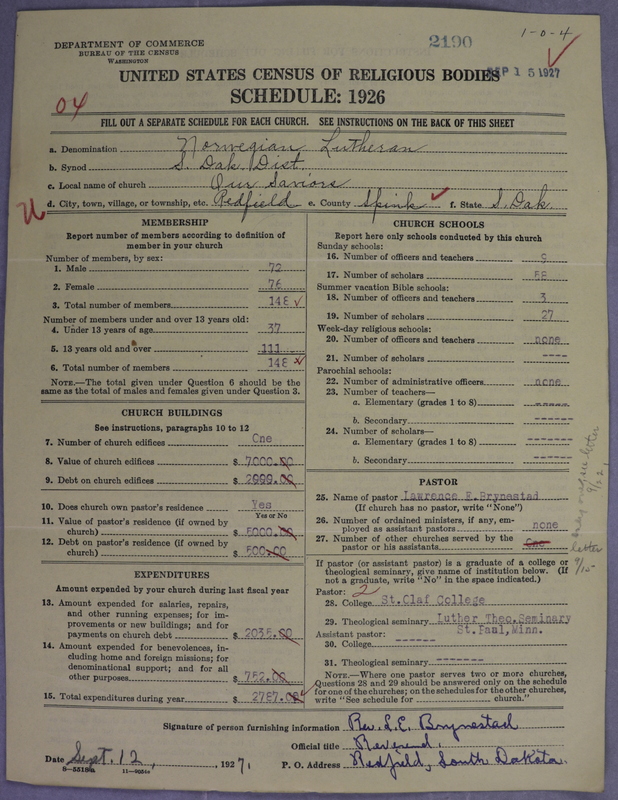 DEPARTMENT OF COMMERCE
BUREAU OF THE CENSUS
WASHINGTON
2190
1-0-4
SEP 15 1927
UNITED STATES CENSUS OF RELIGIOUS BODIES
SCHEDULE: 1926
04
FILL OUT A SEPARATE SCHEDULE FOR EACH CHURCH. SEE INSTRUCTIONS ON THE BACK OF THIS SHEET
a. Denomination Norwegian Lutheran
b. Synod S. Dak. Dist.
c. Local name of church Our Saviors
d. City, town, village, or township, etc. Redfield e. County Spink f. State S. Dak.
MEMBERSHIP
Report number of members according to definition of
member in your church
Number of members, by sex:
1. Male 72
2. Female 76
3. Total number of members 148
Number of members under and over 13 years old:
4. Under 13 years of age 37
5. 13 years old and over 111
6. Total number of members 148
NOTE.—The total given under Question 6 should be the
same as the total of males and females given under Question 3.
CHURCH BUILDINGS
See instructions, paragraphs 10 to 12
7. Number of church edifices One
8. Value of church edifices $ 7000.00
9. Debt on church edifices $ 2000.00
10. Does church own pastor's residence Yes
Yes or No
11. Value of pastor's residence (if owned by
church) $ 5000.00
12. Debt on pastor's residence (if owned by
church) $ 500.00
EXPENDITURES
Amount expended by your church during last fiscal year
13. Amount expended for salaries, repairs,
and other running expenses; for im-
provements or new buildings; and for
payments on church debt $ 2035.00
14. Amount expended for benevolences, in-
cluding home and foreign missions; for
denominational support; and for all
other purposes $ 752.00
15. Total expenditures during year $ 2787.00
CHURCH SCHOOLS
Report here only schools conducted by this church
Sunday schools:
16. Number of officers and teachers 9
17. Number of scholars 58
Summer vacation Bible schools:
18. Number of officers and teachers 3
19. Number of scholars 27
Week-day religious schools:
20. Number of officers and teachers none
21. Number of scholars ----
Parochial schools:
22. Number of administrative officers none
23. Number of teachers—
a. Elementary (grades 1 to 8) ------
b. Secondary ------
24. Number of scholars—
a. Elementary (grades 1 to 8) -------
b. Secondary -------
PASTOR
25. Name of pastor Lawrence E. Brynestad
(If church has no pastor, write "None")
26. Number of ordained ministers, if any, em-
ployed as assistant pastors none
27. Number of other churches served by the
pastor or his assistants One
If pastor (or assistant pastor) is a graduate of a college or
theological seminary, give name of institution below. (If
not a graduate, write "No" in the space indicated.)
Pastor: 2
28. College St. Olaf College
29. Theological seminary Luther Theo. Seminary
St. Paul, Minn.
Assistant pastor:
30. College ------
31. Theological seminary -------
NOTE.—Where one pastor serves two or more churches,
Questions 28 and 29 should be answered only on the schedule
for one of the churches; on the schedules for the other churches,
write "See schedule for church."
letter
9/15
Signature of person furnishing information Rev. L. E. Brynestad
Official title Reverend.
Date Sept. 12, 1927. P. O. Address Redfield, South Dakota.
8—5518a 11—9054